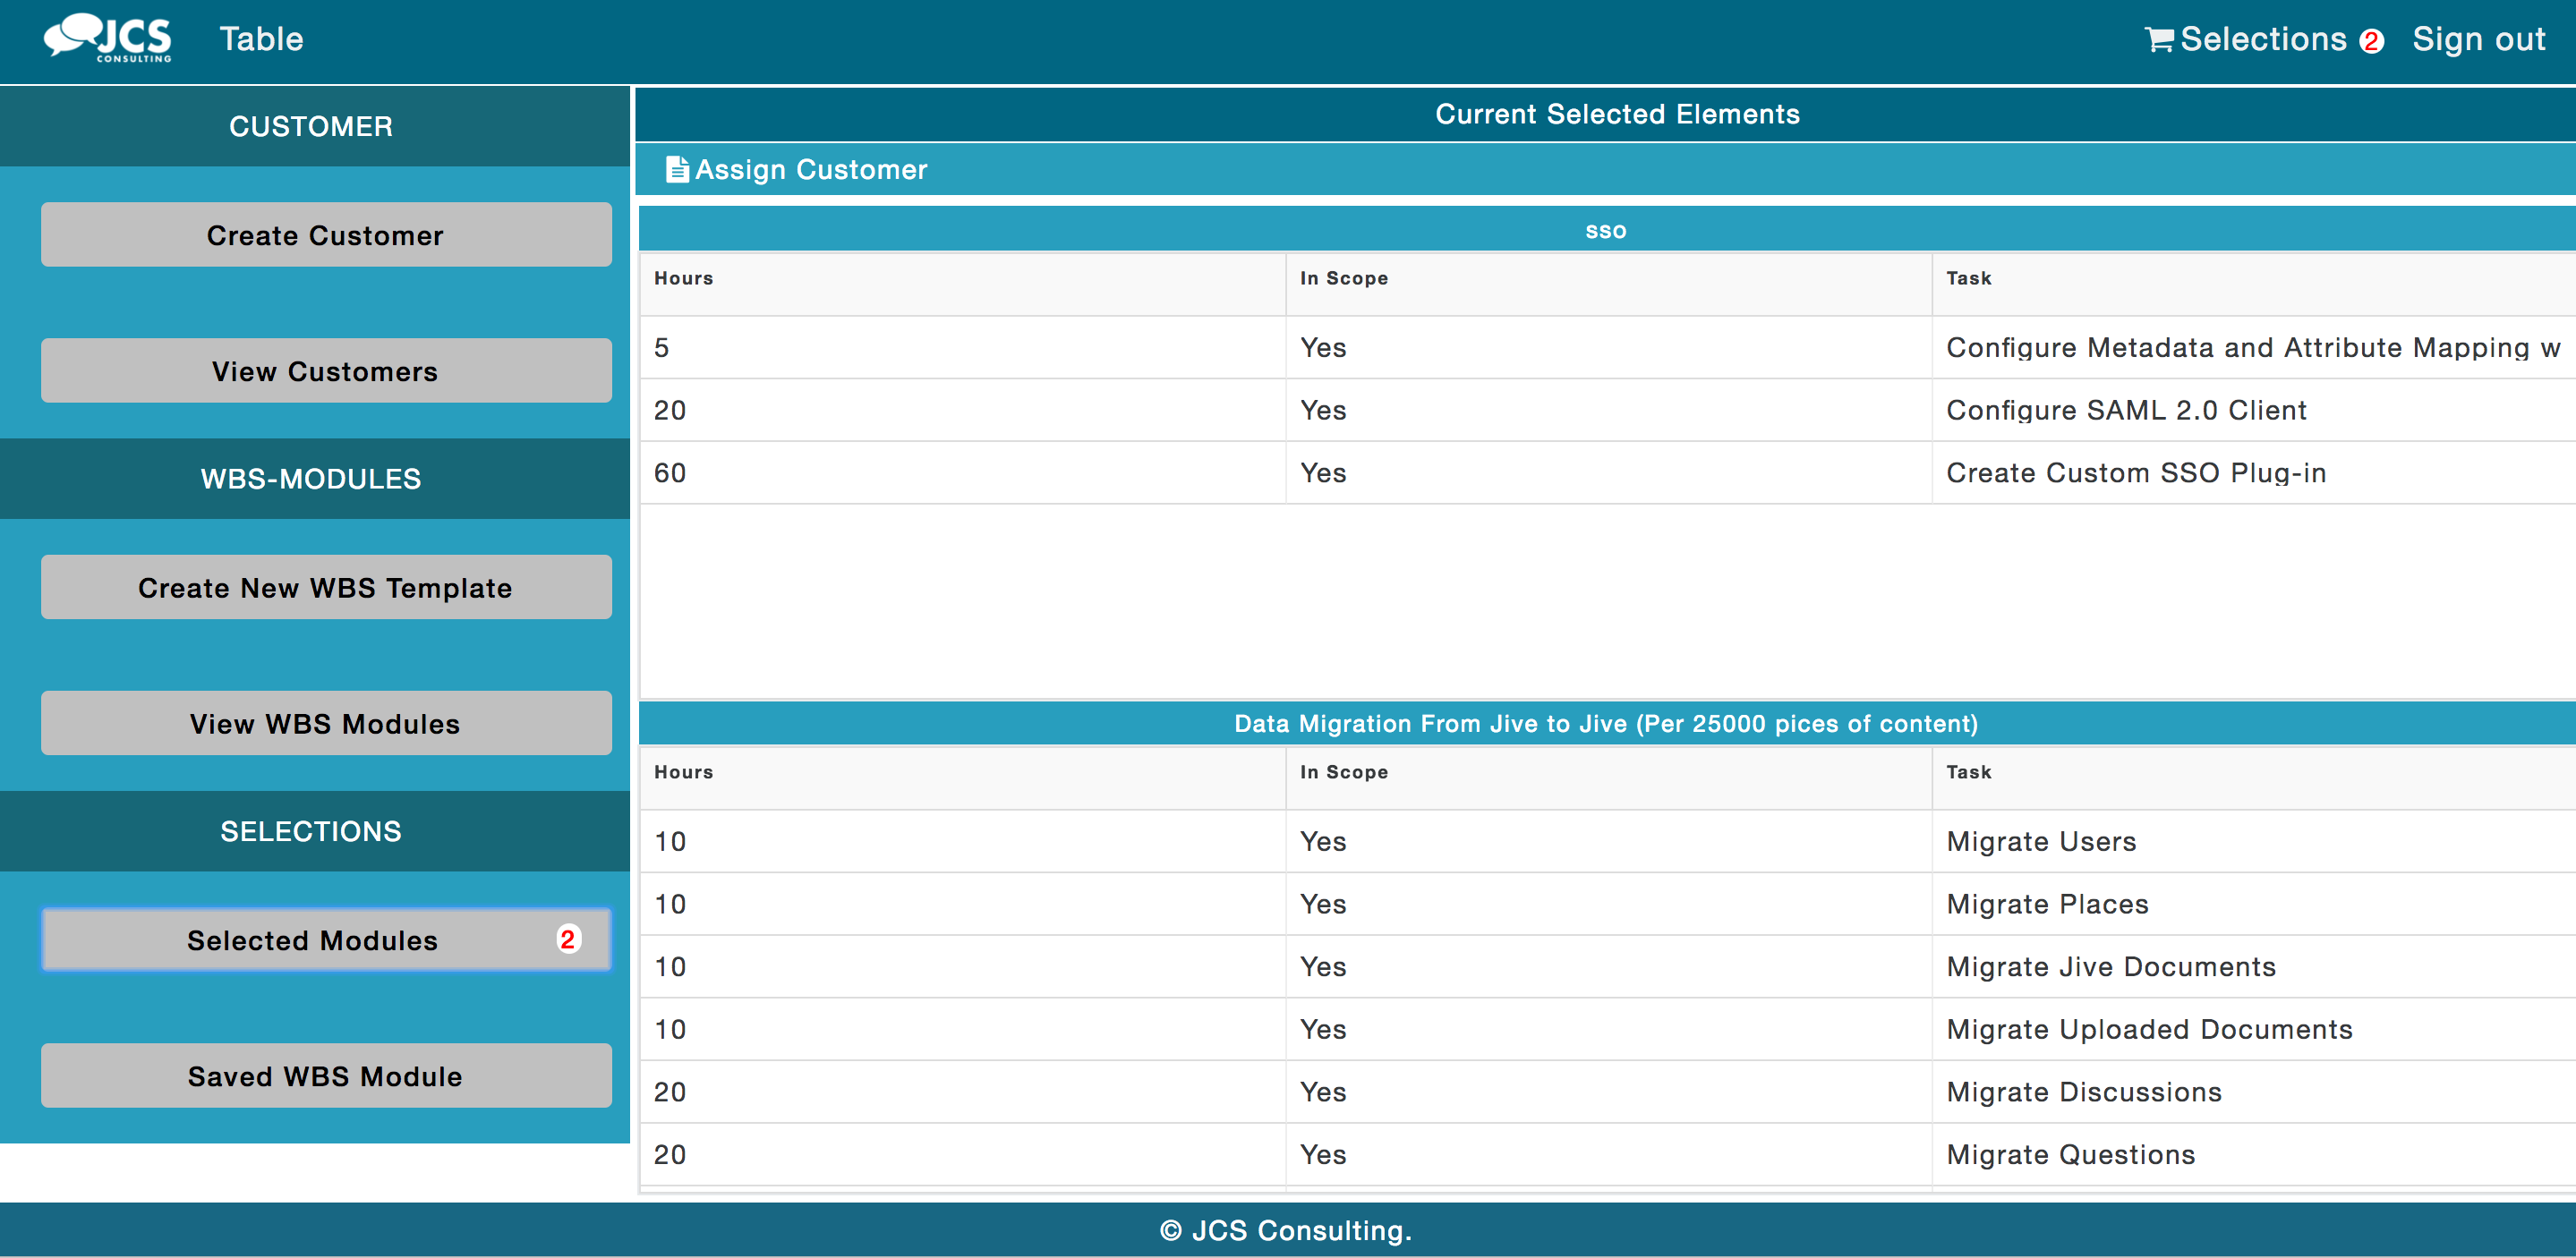 JCS
CONSULTING
Table
Selections 2
Sign out
CUSTOMER
Create Customer
View Customers
WBS-MODULES
Create New WBS Template
View WBS Modules
SELECTIONS
Selected Modules 2
Saved WBS Module
Current Selected Elements
Assign Customer
sso
Hours In Scope Task
5 Yes Configure Metadata and Attribute Mapping w
20 Yes Configure SAML 2.0 Client
60 Yes Create Custom SSO Plug-in
Data Migration From Jive to Jive (Per 25000 pices of content)
Hours In Scope Task
10 Yes Migrate Users
10 Yes Migrate Places
10 Yes Migrate Jive Documents
10 Yes Migrate Uploaded Documents
20 Yes Migrate Discussions
20 Yes Migrate Questions
© JCS Consulting.